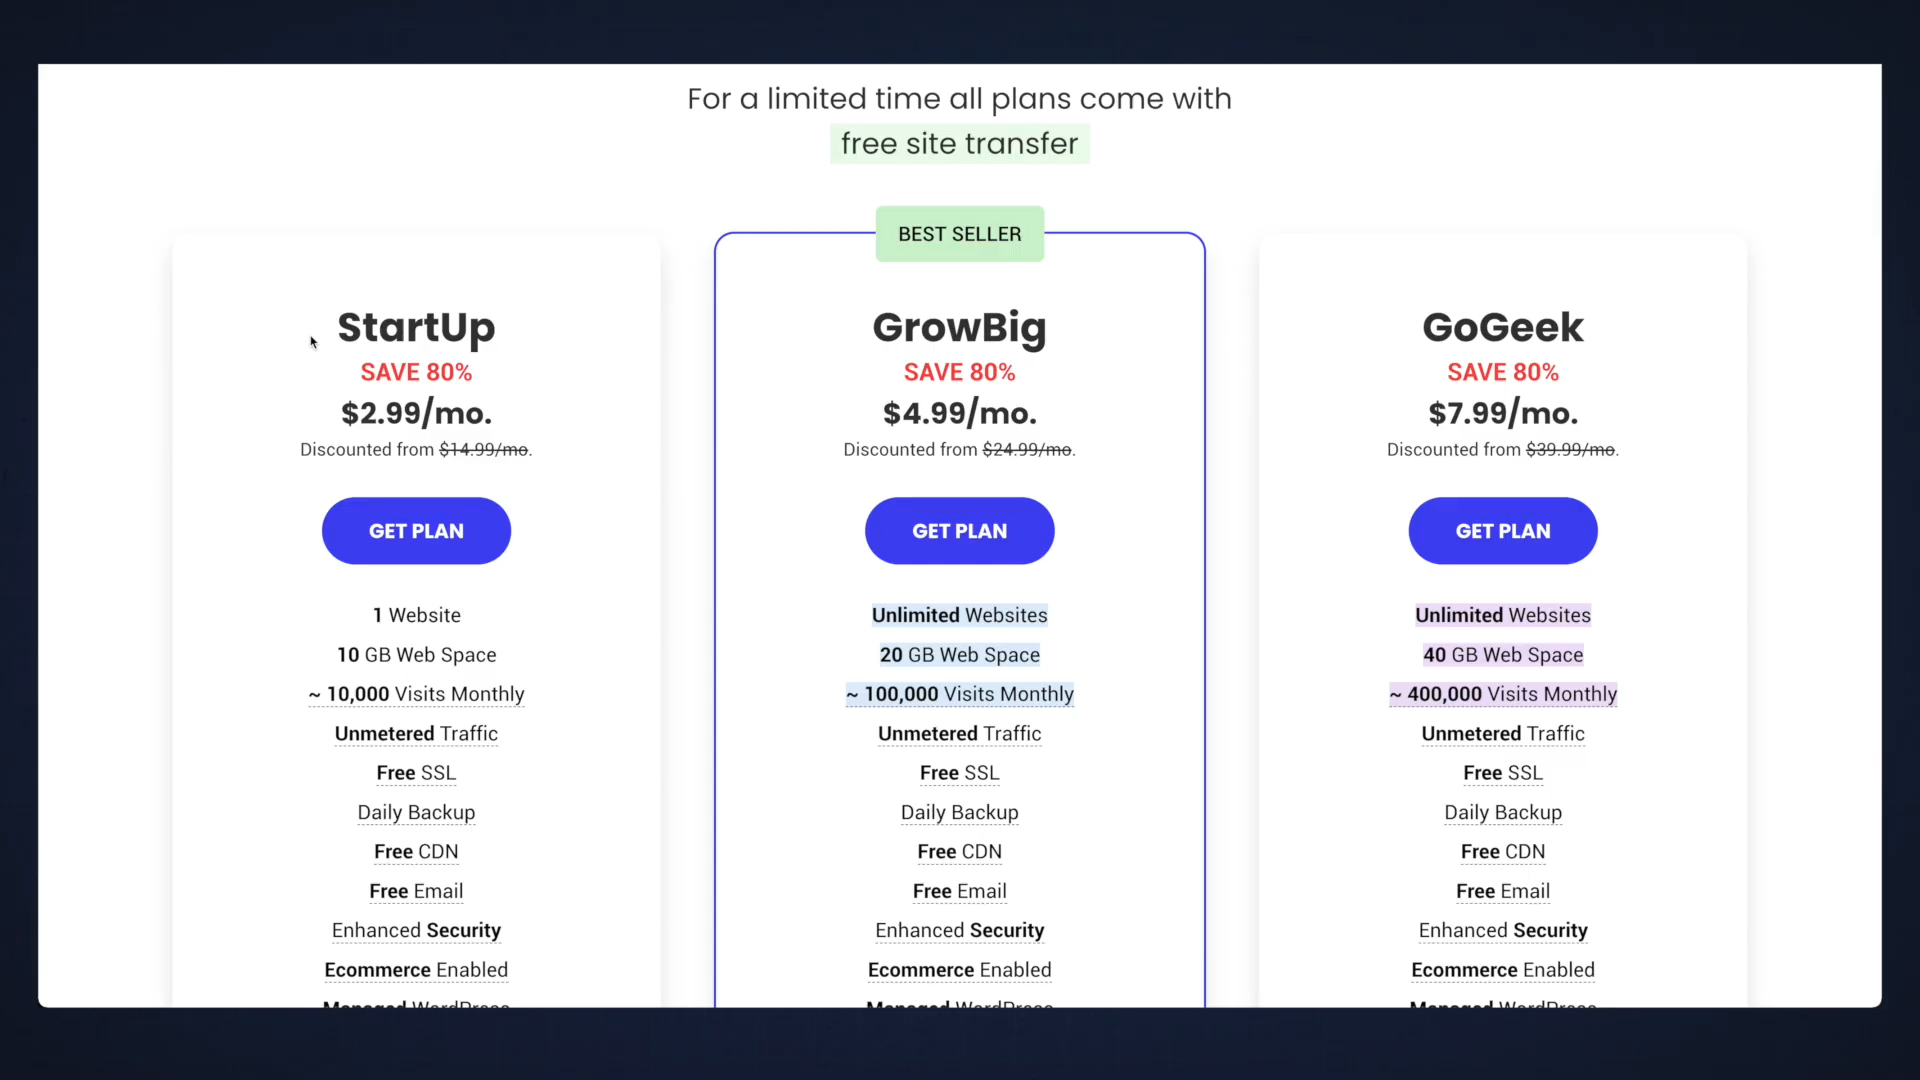 For a limited time all plans come with
free site transfer
BEST SELLER
StartUp
SAVE 80%
$2.99/mo.
Discounted from $14.99/mo.
GET PLAN
1 Website
10 GB Web Space
~ 10,000 Visits Monthly
Unmetered Traffic
Free SSL
Daily Backup
Free CDN
Free Email
Enhanced Security
Ecommerce Enabled
Managed WordPress
GrowBig
SAVE 80%
$4.99/mo.
Discounted from $24.99/mo.
GET PLAN
Unlimited Websites
20 GB Web Space
~ 100,000 Visits Monthly
Unmetered Traffic
Free SSL
Daily Backup
Free CDN
Free Email
Enhanced Security
Ecommerce Enabled
Managed WordPress
GoGeek
SAVE 80%
$7.99/mo.
Discounted from $39.99/mo.
GET PLAN
Unlimited Websites
40 GB Web Space
~ 400,000 Visits Monthly
Unmetered Traffic
Free SSL
Daily Backup
Free CDN
Free Email
Enhanced Security
Ecommerce Enabled
Managed WordPress